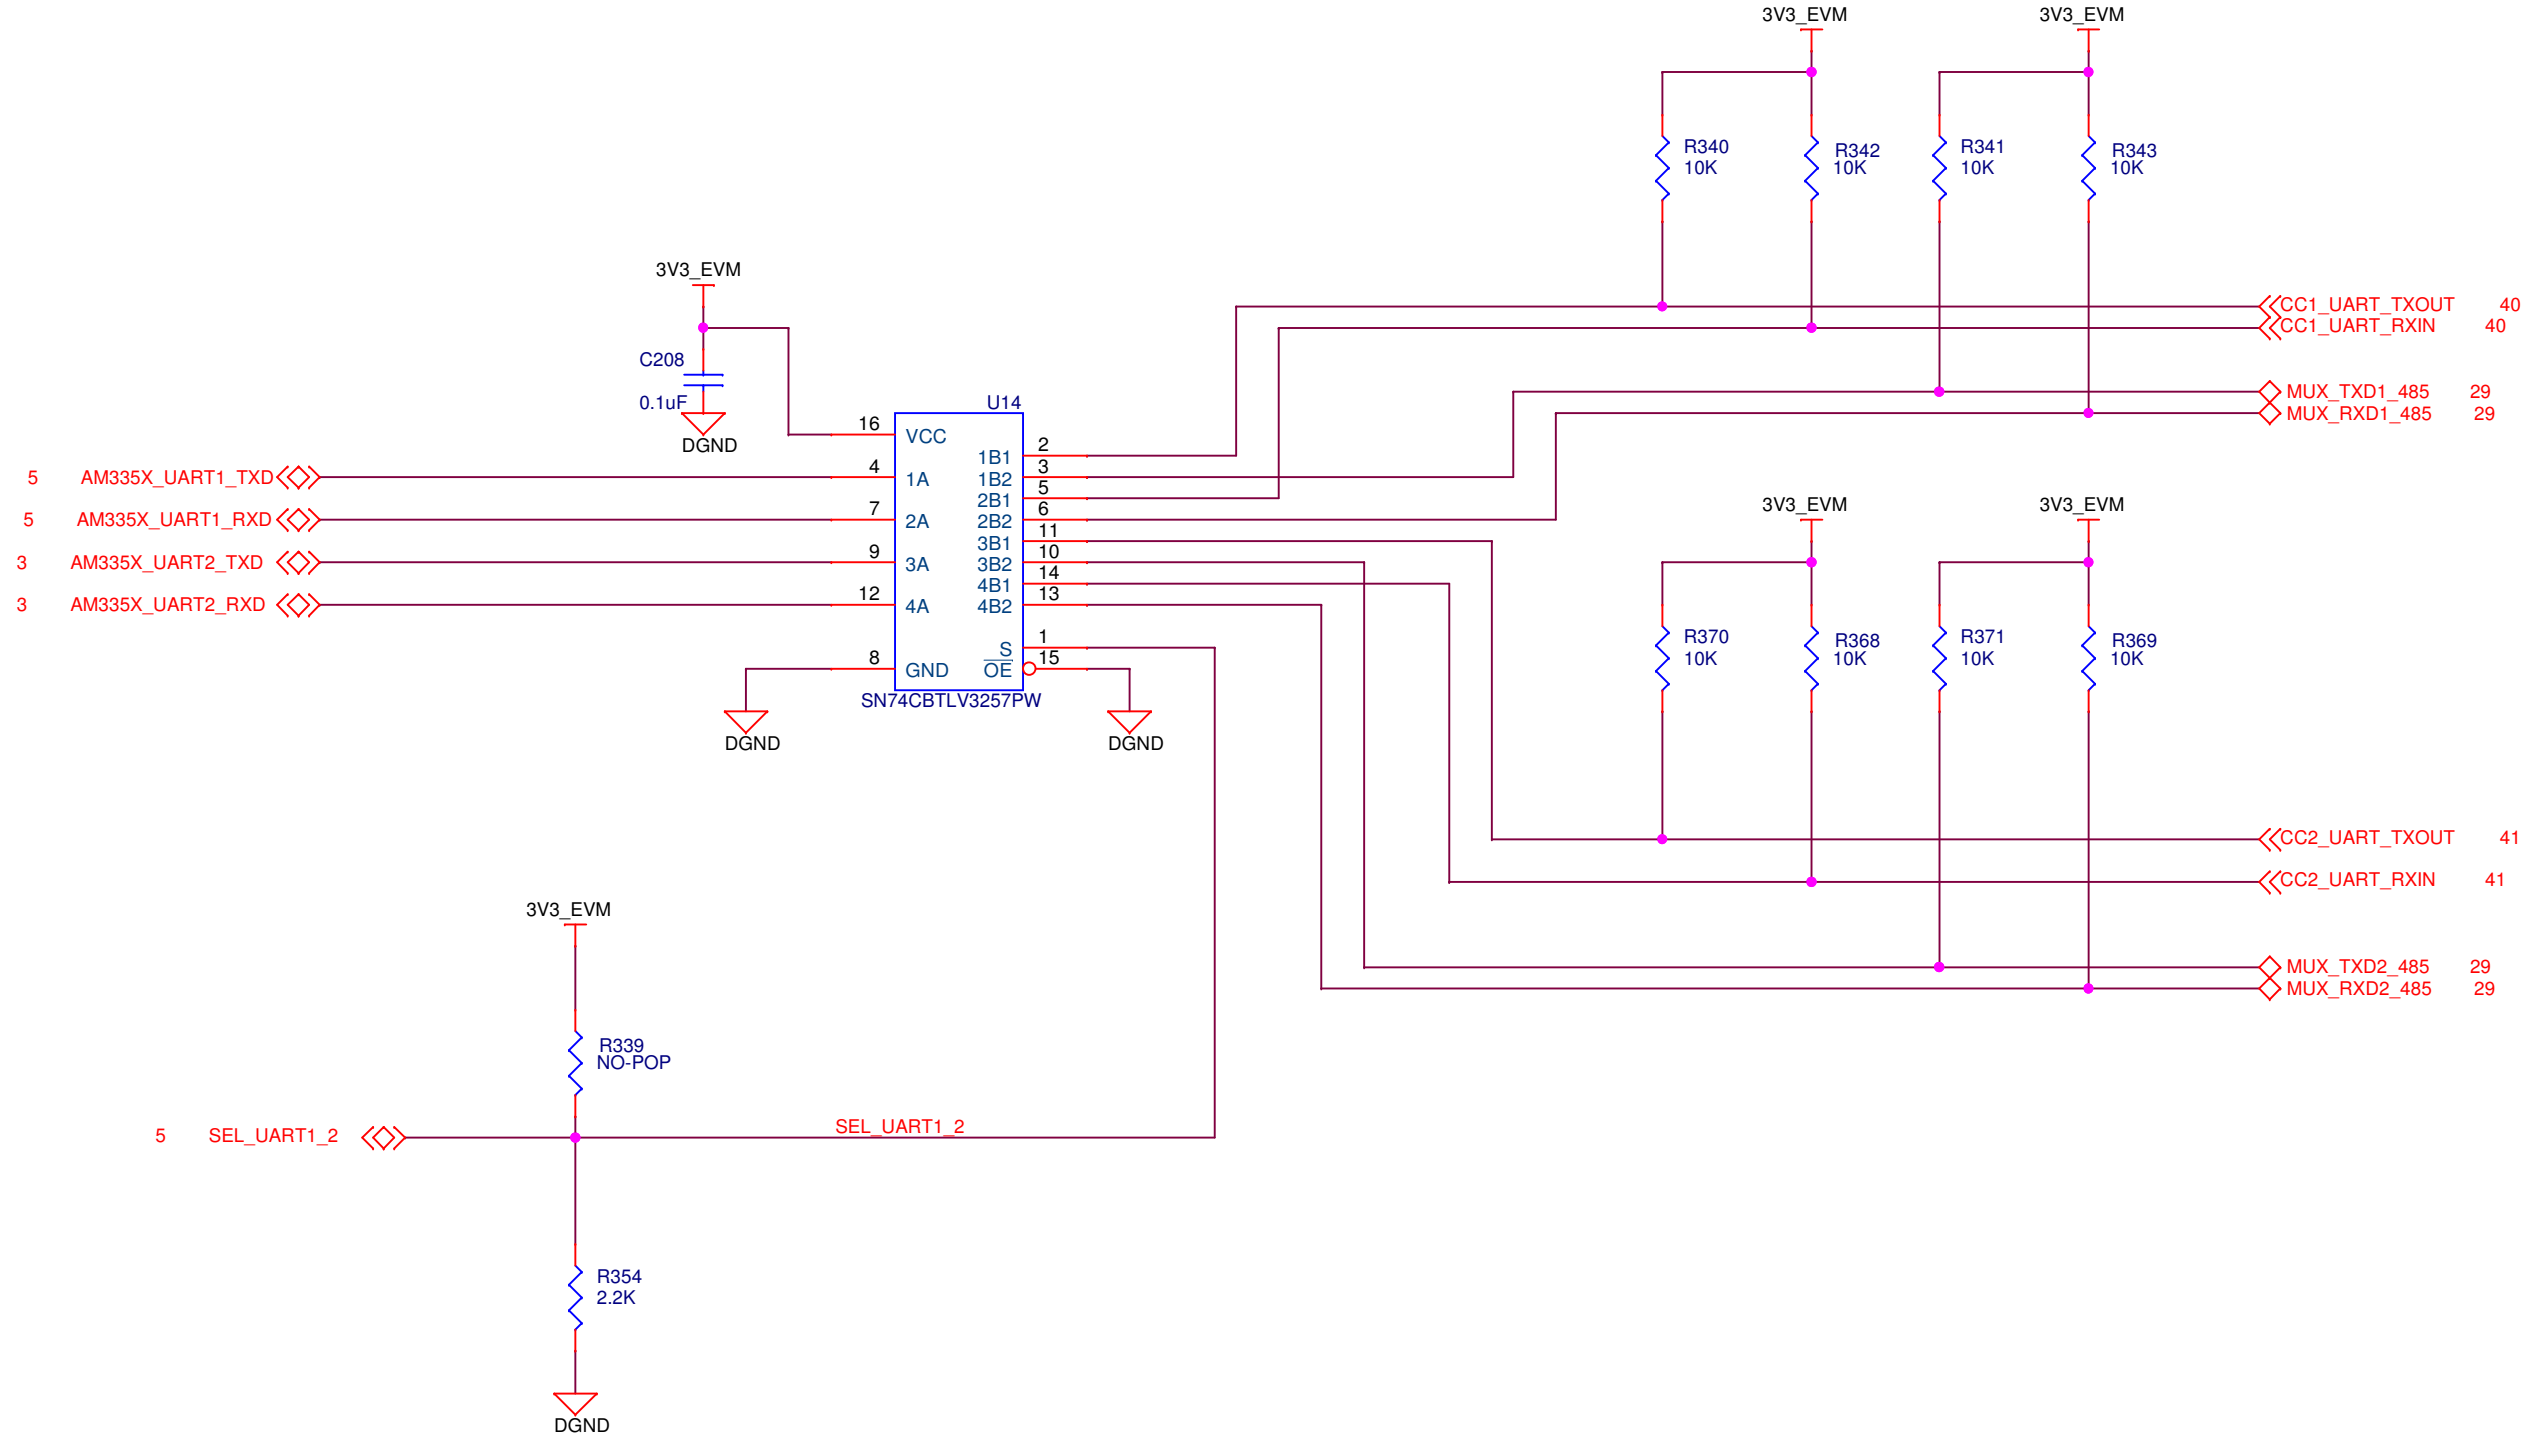 3V3_EVM 3V3_EVM
R340 10K
R342 10K
R341 10K
R343 10K
3V3_EVM
C208
0.1uF
DGND
CC1_UART_TXOUT 40
CC1_UART_RXIN 40
MUX_TXD1_485 29
MUX_RXD1_485 29
U14
16 VCC
5 AM335X_UART1_TXD 4 1A
5 AM335X_UART1_RXD 7 2A
3 AM335X_UART2_TXD 9 3A
3 AM335X_UART2_RXD 12 4A
8 GND
1B1 2
1B2 3
2B1 5
2B2 6
3B1 11
3B2 10
4B1 14
4B2 13
S 1
OE 15
SN74CBTLV3257PW
DGND DGND
3V3_EVM 3V3_EVM
R370 10K
R368 10K
R371 10K
R369 10K
CC2_UART_TXOUT 41
CC2_UART_RXIN 41
MUX_TXD2_485 29
MUX_RXD2_485 29
3V3_EVM
R339
NO-POP
5 SEL_UART1_2 SEL_UART1_2
R354
2.2K
DGND